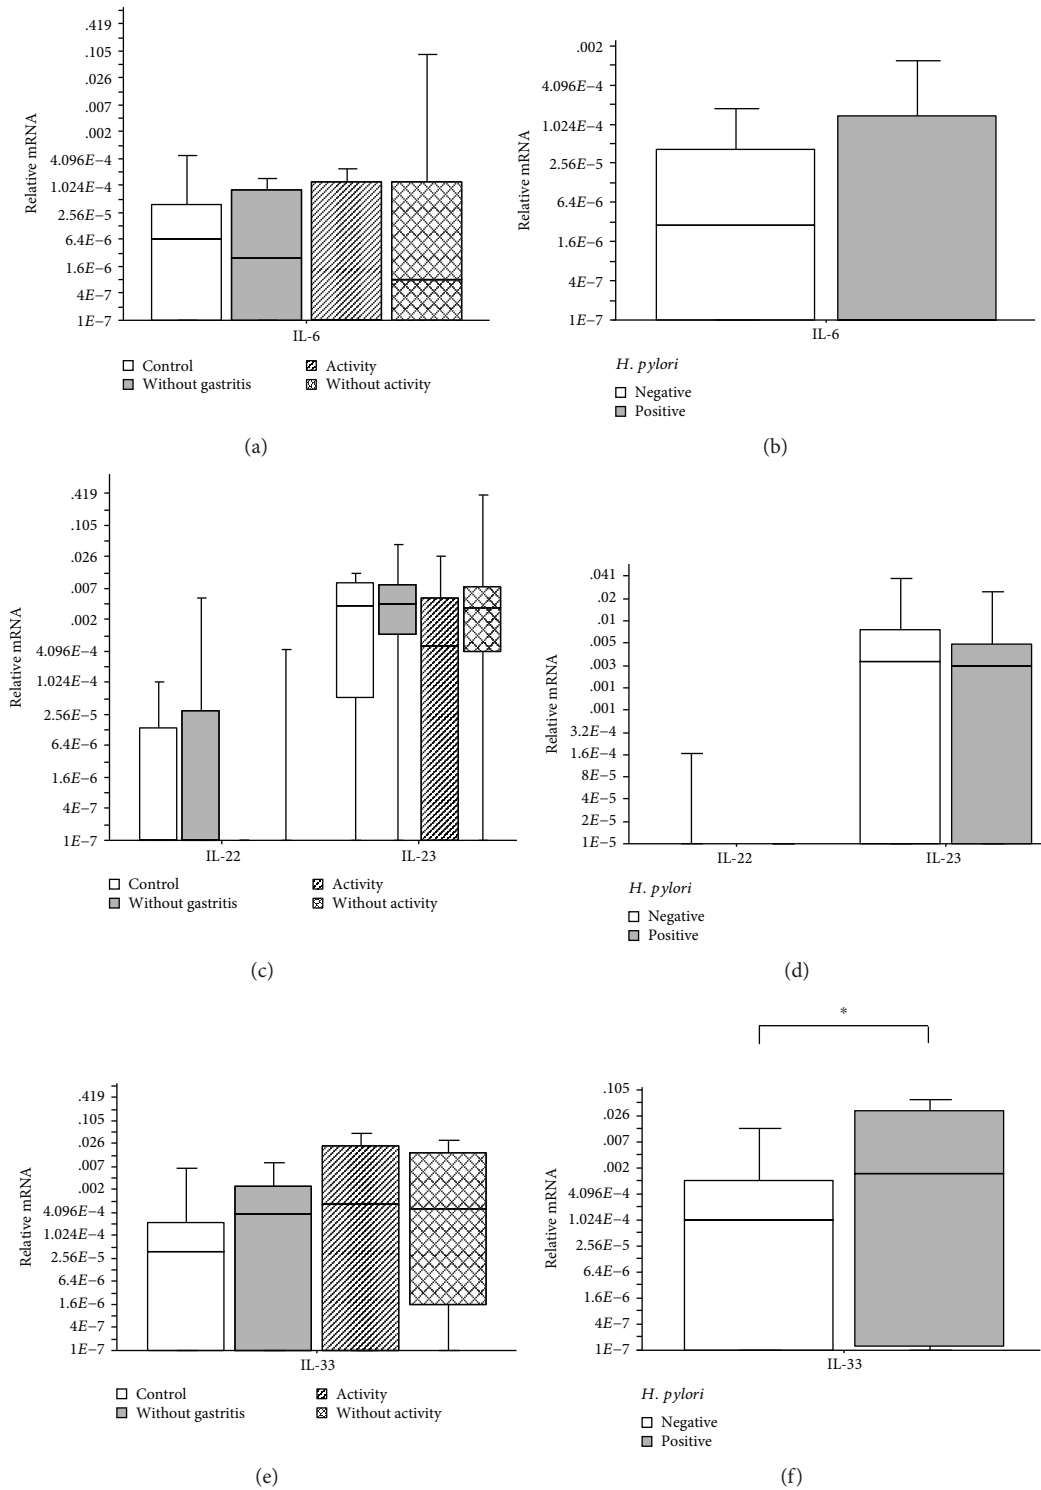 Relative mRNA
.419
.105
.026
.007
.002
4.096E−4
1.024E−4
2.56E−5
6.4E−6
1.6E−6
4E−7
1E−7
IL-6
Control
Without gastritis
Activity
Without activity
(a)
Relative mRNA
.002
4.096E−4
1.024E−4
2.56E−5
6.4E−6
1.6E−6
4E−7
1E−7
IL-6
H. pylori
Negative
Positive
(b)
Relative mRNA
.419
.105
.026
.007
.002
4.096E−4
1.024E−4
2.56E−5
6.4E−6
1.6E−6
4E−7
1E−7
IL-22 IL-23
Control
Without gastritis
Activity
Without activity
(c)
Relative mRNA
.041
.02
.01
.005
.003
.001
.001
3.2E−4
1.6E−4
8E−5
4E−5
2E−5
1E−5
IL-22 IL-23
H. pylori
Negative
Positive
(d)
Relative mRNA
.419
.105
.026
.007
.002
4.096E−4
1.024E−4
2.56E−5
6.4E−6
1.6E−6
4E−7
1E−7
IL-33
Control
Without gastritis
Activity
Without activity
(e)
*
Relative mRNA
.105
.026
.007
.002
4.096E−4
1.024E−4
2.56E−5
6.4E−6
1.6E−6
4E−7
1E−7
IL-33
H. pylori
Negative
Positive
(f)